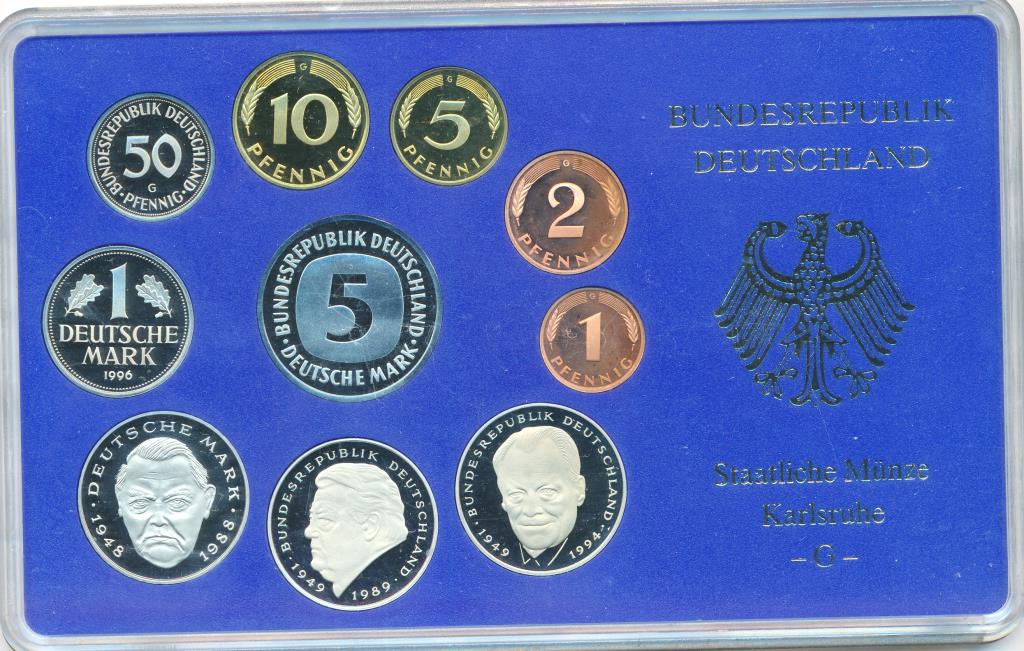 G
10
PFENNIG
G
5
PFENNIG
BUNDESREPUBLIK DEUTSCHLAND
50
G
· PFENNIG ·
BUNDESREPUBLIK
DEUTSCHLAND
G
2
PFENNIG
BUNDESREPUBLIK DEUTSCHLAND
5
· DEUTSCHE MARK ·
1
DEUTSCHE
MARK
1996
G
1
PFENNIG
DEUTSCHE MARK
· 1948 1988 ·
BUNDESREPUBLIK DEUTSCHLAND
· 1949 1989 ·
BUNDESREPUBLIK DEUTSCHLAND
· 1949 1994 ·
Staatliche Münze
Karlsruhe
– G –